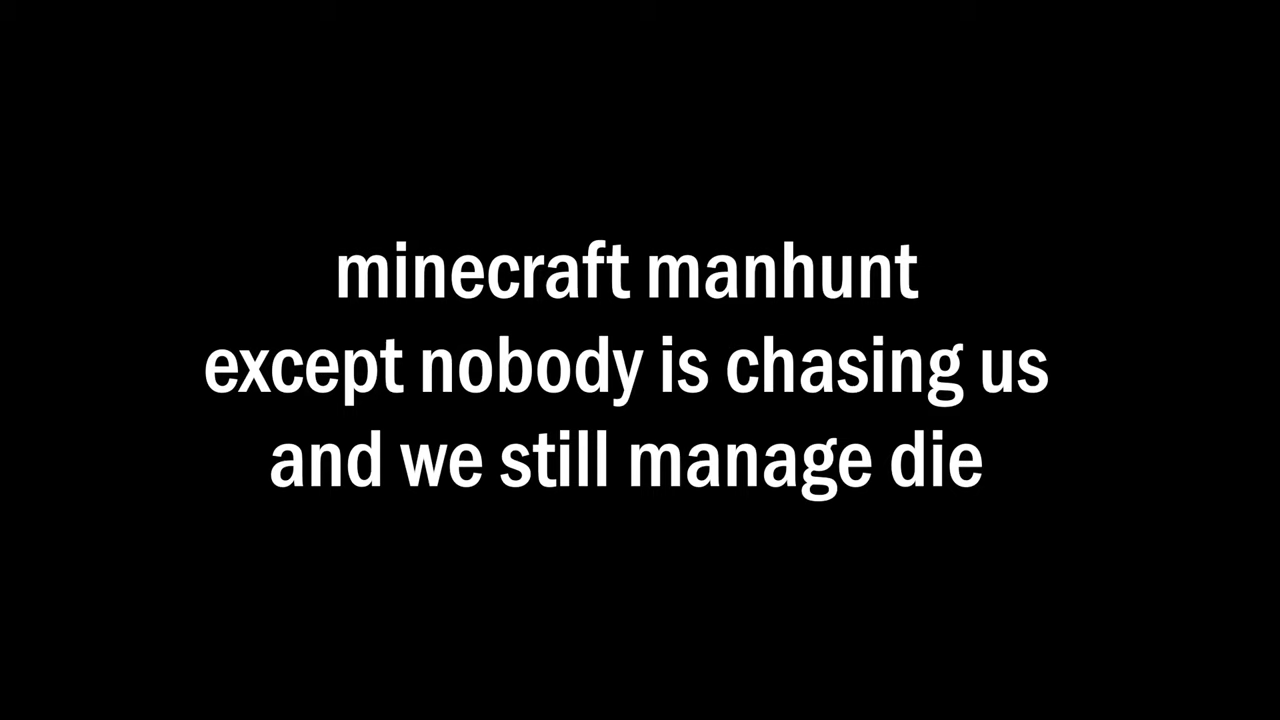 minecraft manhunt
except nobody is chasing us
and we still manage die